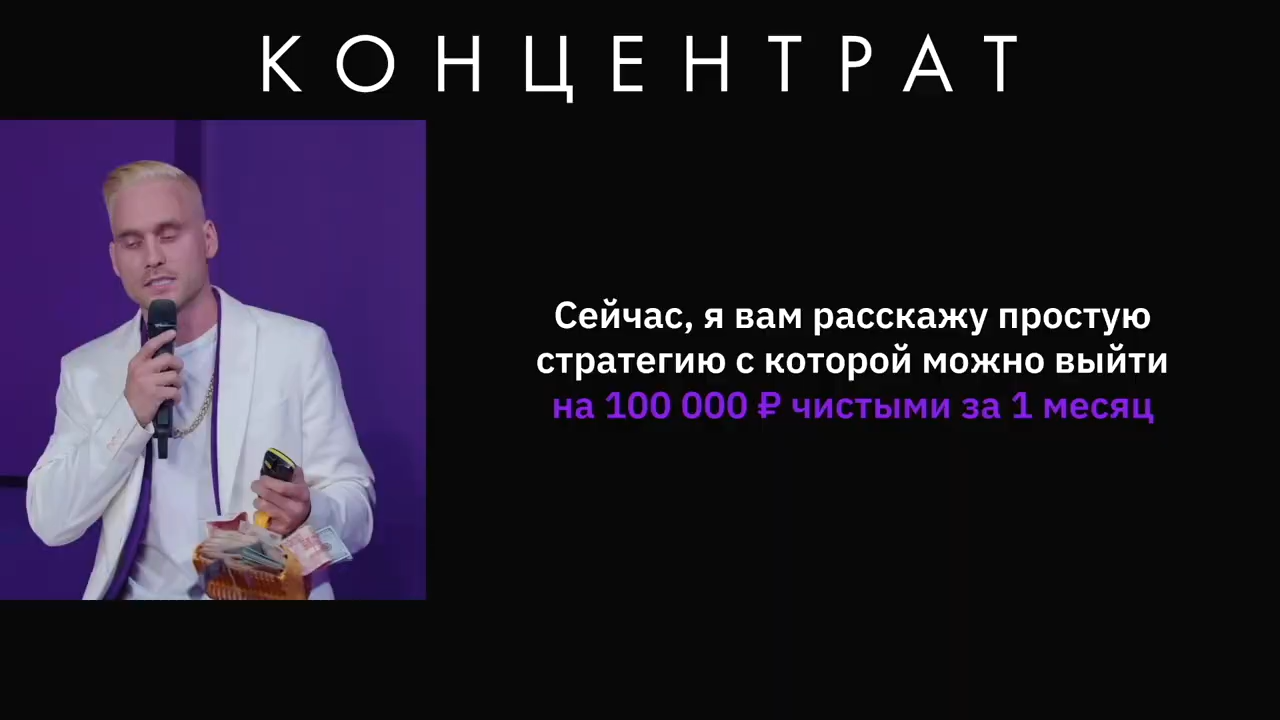 КОНЦЕНТРАТ
Сейчас, я вам расскажу простую
стратегию с которой можно выйти
на 100 000 ₽ чистыми за 1 месяц